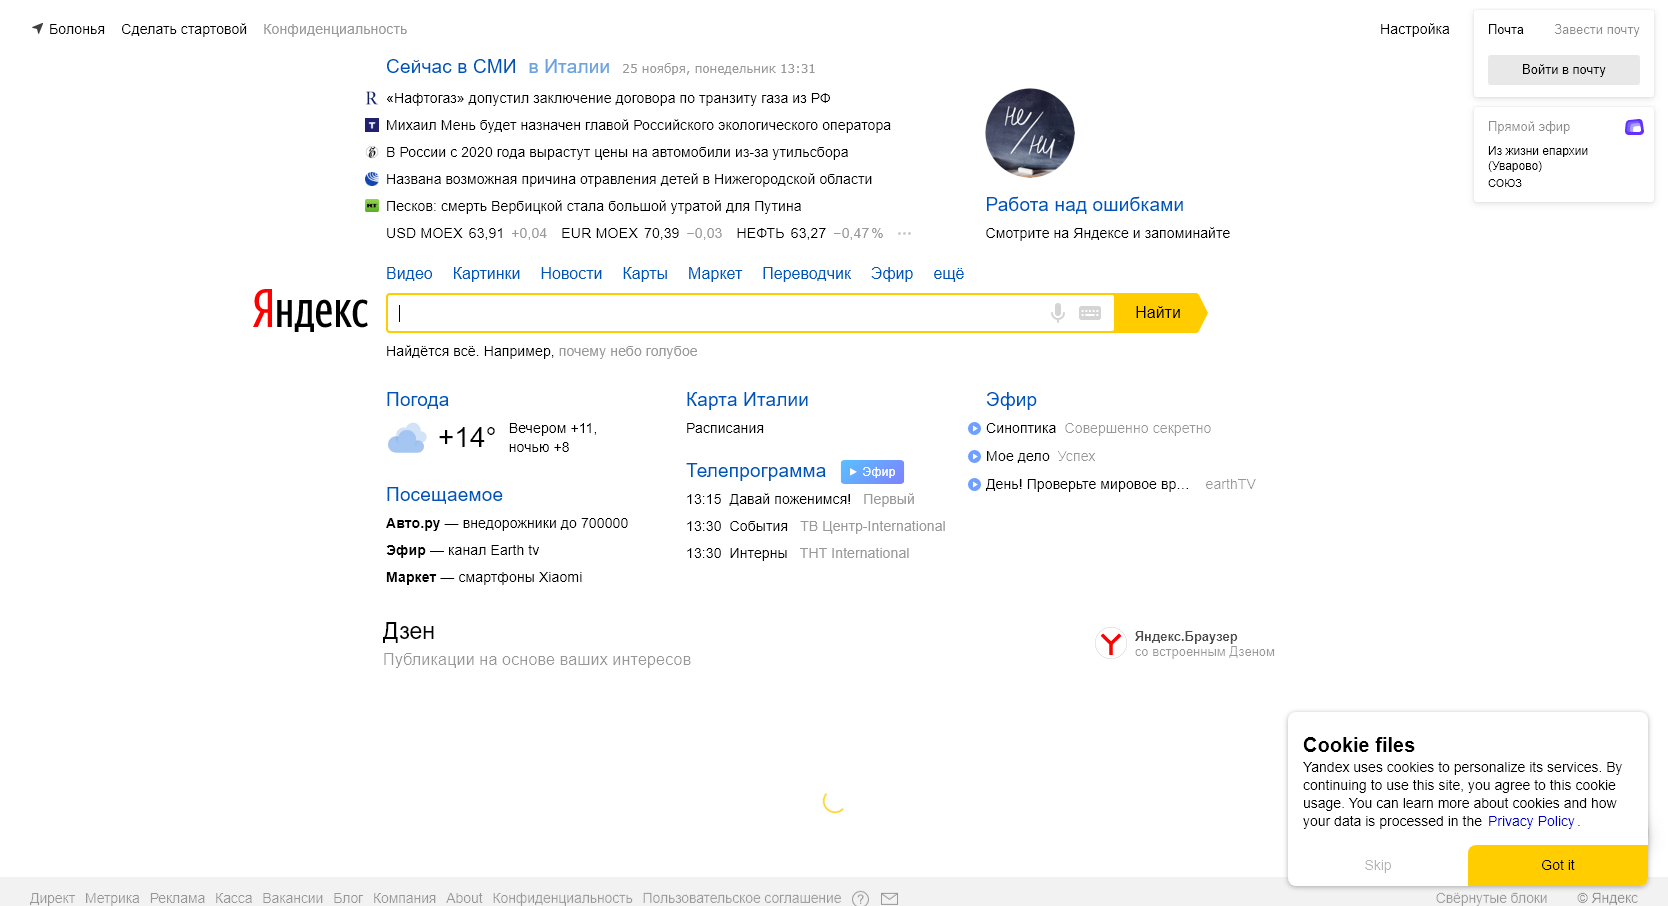 Болонья Сделать стартовой Конфиденциальность Настройка
Почта Завести почту
Войти в почту
Прямой эфир
Из жизни епархии
(Уварово)
СОЮЗ
Сейчас в СМИ в Италии 25 ноября, понедельник 13:31
R «Нафтогаз» допустил заключение договора по транзиту газа из РФ
T Михаил Мень будет назначен главой Российского экологического оператора
В России с 2020 года вырастут цены на автомобили из-за утильсбора
Названа возможная причина отравления детей в Нижегородской области
RT Песков: смерть Вербицкой стала большой утратой для Путина
USD MOEX 63,91 +0,04 EUR MOEX 70,39 −0,03 НЕФТЬ 63,27 −0,47% ···
не/ни
Работа над ошибками
Смотрите на Яндексе и запоминайте
Видео Картинки Новости Карты Маркет Переводчик Эфир ещё
Яндекс Найти
Найдётся всё. Например, почему небо голубое
Погода
+14° Вечером +11,
ночью +8
Посещаемое
Авто.ру — внедорожники до 700000
Эфир — канал Earth tv
Маркет — смартфоны Xiaomi
Карта Италии
Расписания
Телепрограмма Эфир
13:15 Давай поженимся! Первый
13:30 События ТВ Центр-International
13:30 Интерны ТНТ International
Эфир
Синоптика Совершенно секретно
Мое дело Успех
День! Проверьте мировое вр... earthTV
Дзен
Публикации на основе ваших интересов
Яндекс.Браузер
со встроенным Дзеном
Cookie files
Yandex uses cookies to personalize its services. By
continuing to use this site, you agree to this cookie
usage. You can learn more about cookies and how
your data is processed in the Privacy Policy.
Skip Got it
Директ Метрика Реклама Касса Вакансии Блог Компания About Конфиденциальность Пользовательское соглашение ? Свёрнутые блоки © Яндекс